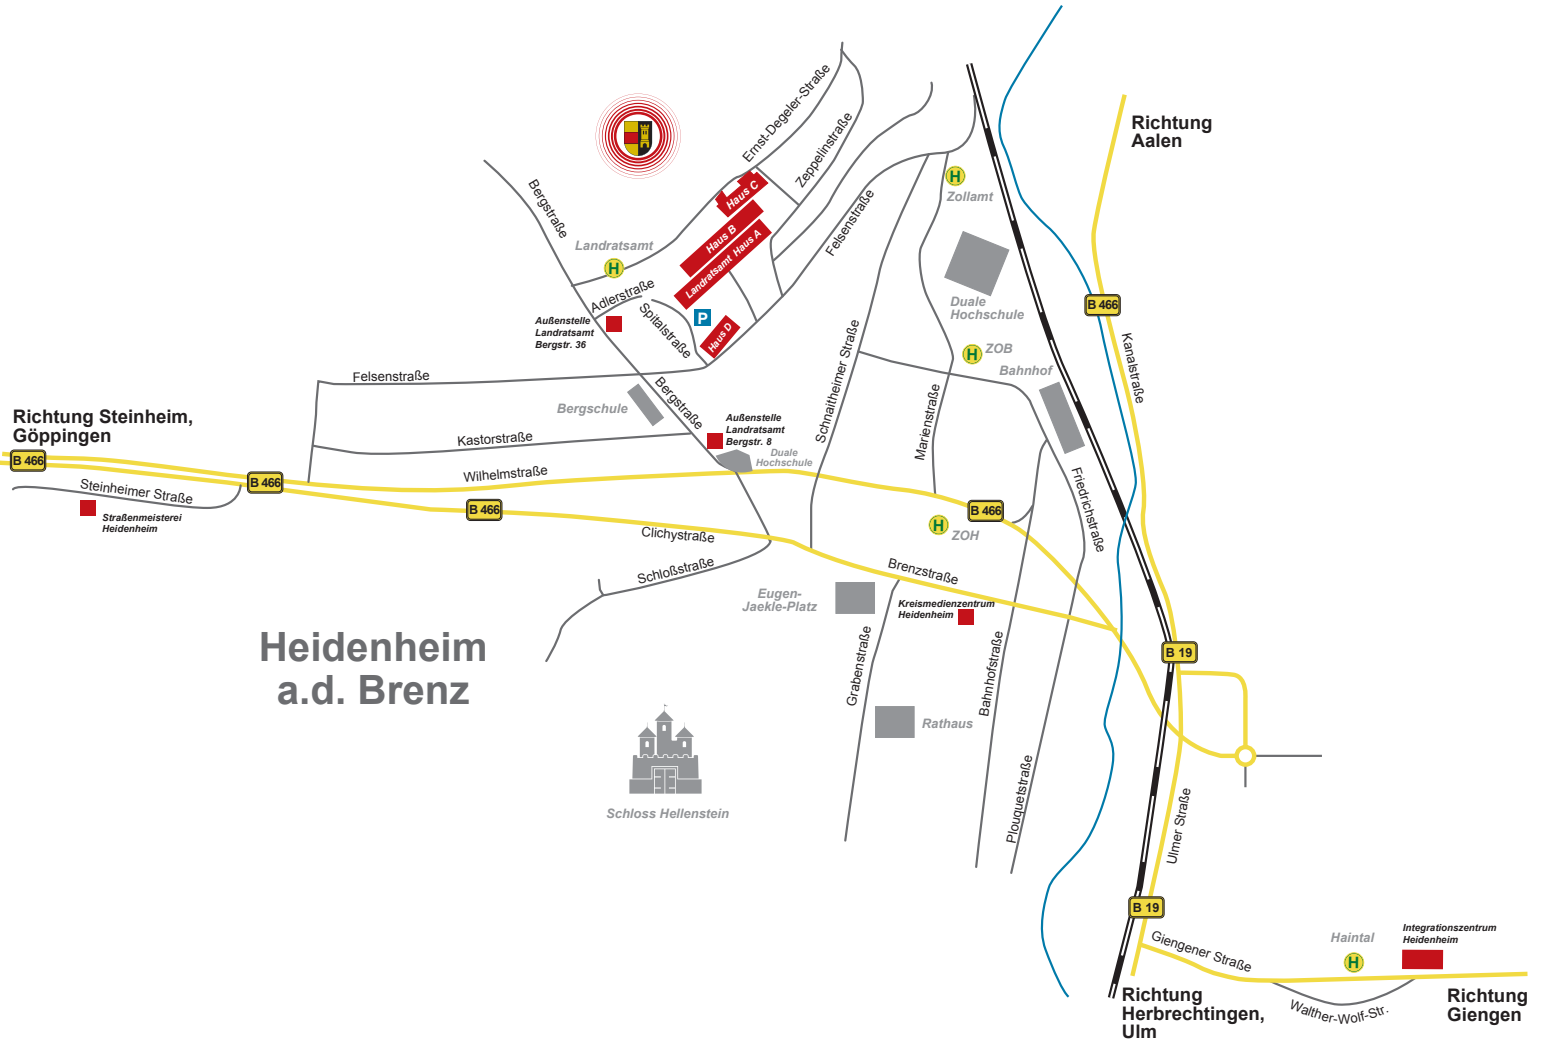 Richtung
Aalen
Ernst-Degeler-Straße
Zeppelinstraße
Bergstraße
Haus C
Zollamt
H
Felsenstraße
Landratsamt
H
Haus B
Landratsamt Haus A
Adlerstraße
Spitalstraße
P
Haus D
Außenstelle
Landratsamt
Bergstr. 36
Duale
Hochschule
B 466
Kanalstraße
H
ZOB
Bahnhof
Schnaitheimer Straße
Marienstraße
Felsenstraße
Bergstraße
Bergschule
Richtung Steinheim,
Göppingen
Außenstelle
Landratsamt
Bergstr. 8
Kastorstraße
Duale
Hochschule
B 466
Wilhelmstraße
B 466
Steinheimer Straße
Straßenmeisterei
Heidenheim
B 466
B 466
Friedrichstraße
H
ZOH
Clichystraße
Schloßstraße
Brenzstraße
Eugen-
Jaekle-Platz
Kreismedienzentrum
Heidenheim
Heidenheim
a.d. Brenz
Grabenstraße
Bahnhofstraße
B 19
Rathaus
Plouquetstraße
Schloss Hellenstein
Ulmer Straße
B 19
Giengener Straße
Haintal
H
Integrationszentrum
Heidenheim
Walther-Wolf-Str.
Richtung
Herbrechtingen,
Ulm
Richtung
Giengen